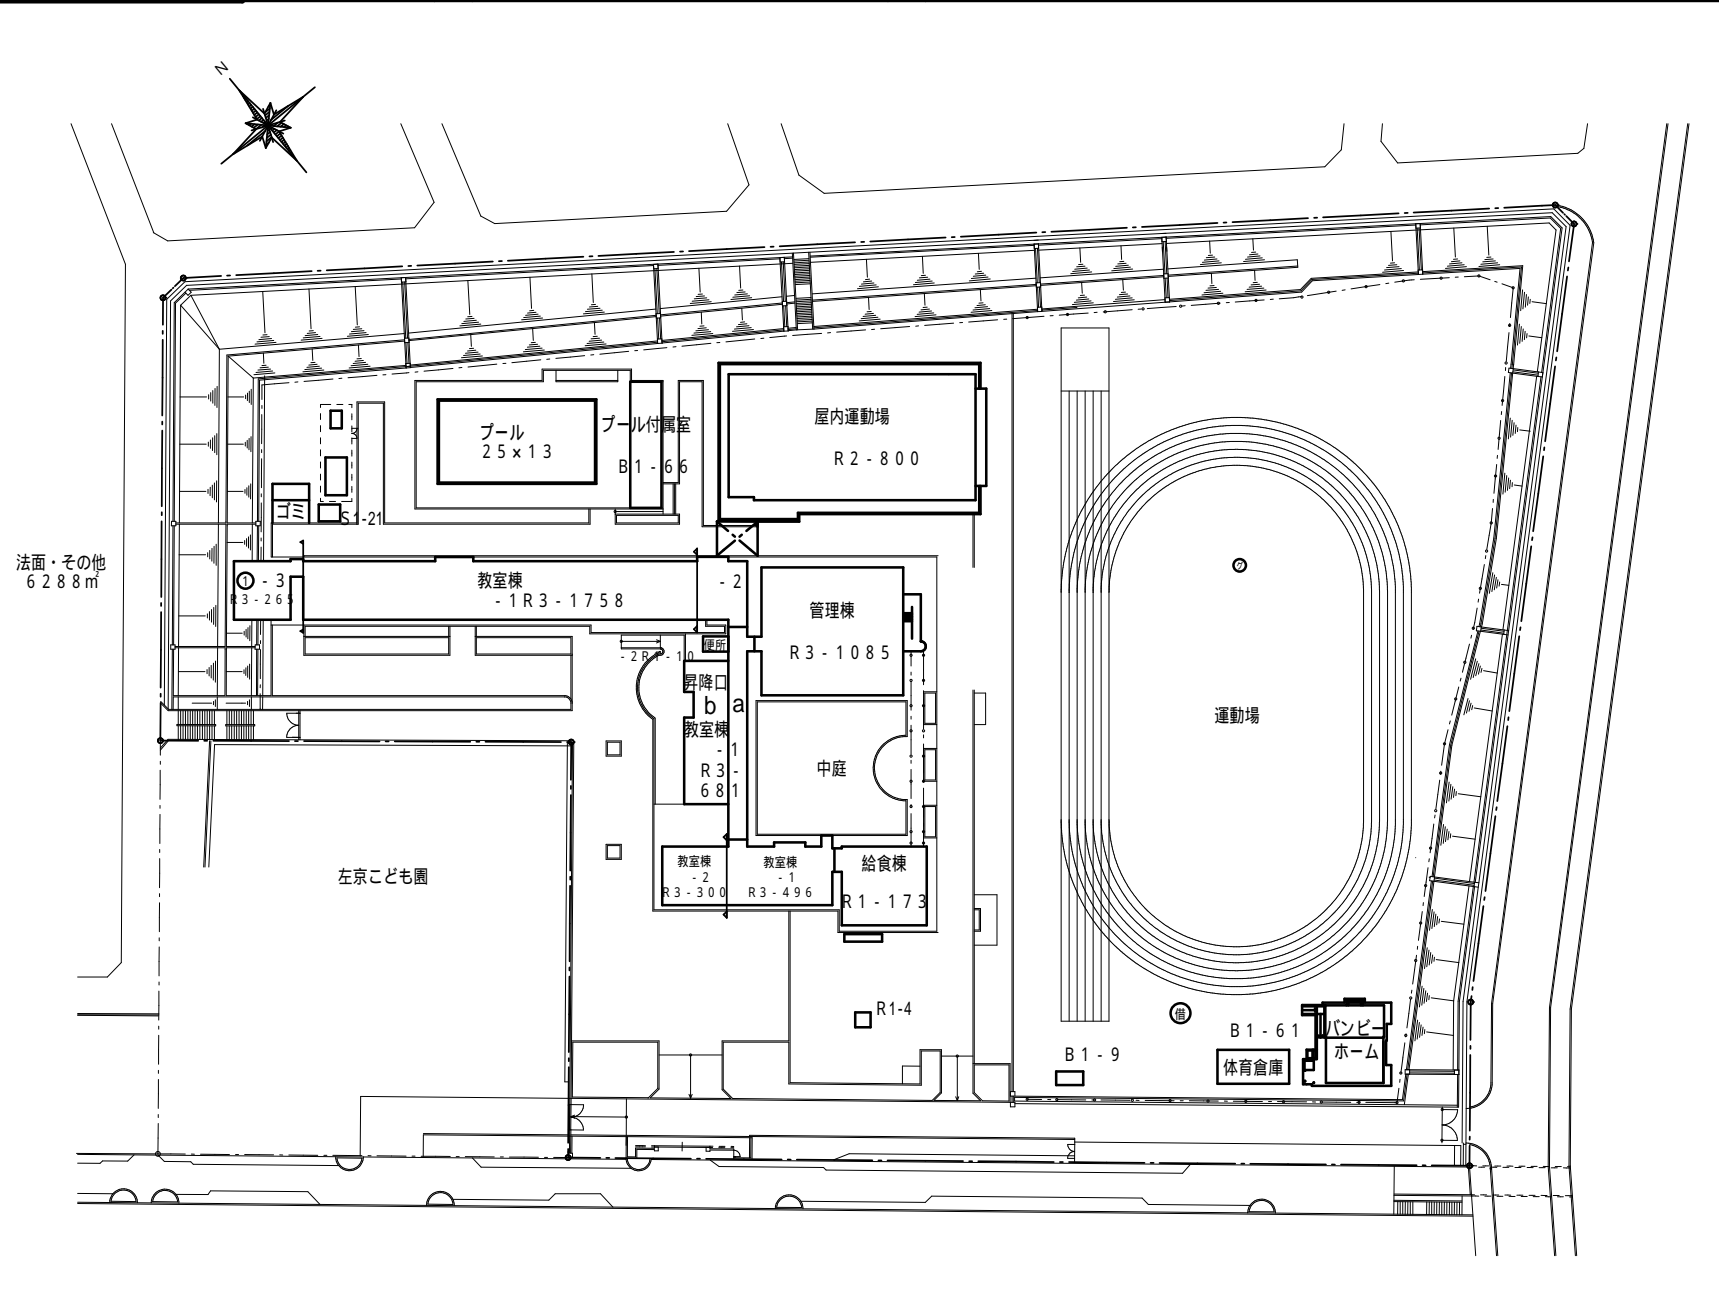 N
屋内運動場
R2-800
プール
25×13
プール付属室
B1-66
ゴミ
S1-21
法面・その他
6288㎡
① -3
R3-265
教室棟
-1R3-1758
-2
管理棟
R3-1085
便所
-2R1-10
昇降口
b
a
教室棟
-1
R3-
681
中庭
運動場
左京こども園
教室棟
-2
R3-300
教室棟
-1
R3-496
給食棟
R1-173
R1-4
借
B1-61
バンビー
ホーム
B1-9
体育倉庫